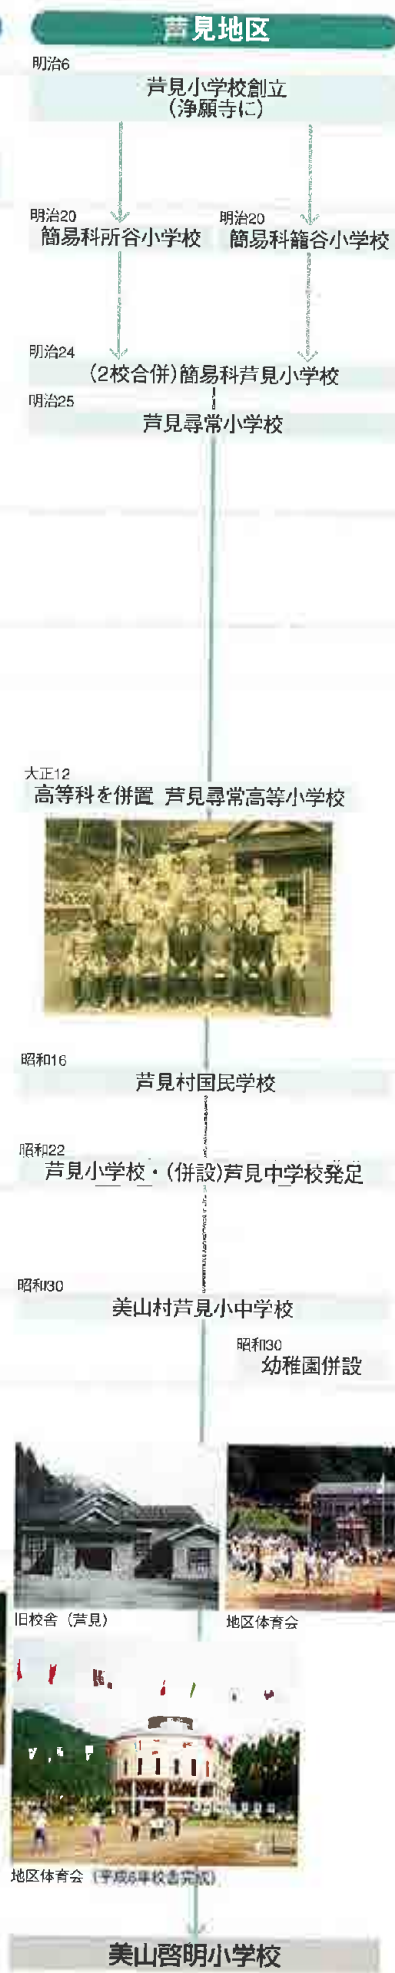 芦見地区
明治6
芦見小学校創立
(浄願寺に)
明治20
簡易科所谷小学校
明治20
簡易科籠谷小学校
明治24
(2校合併)簡易科芦見小学校
明治25
芦見尋常小学校
大正12
高等科を併置 芦見尋常高等小学校
昭和16
芦見村国民学校
昭和22
芦見小学校・(併設)芦見中学校発足
昭和30
美山村芦見小中学校
昭和30
幼稚園併設
旧校舎(芦見)
地区体育会
地区体育会(平成6年校舎完成)
美山啓明小学校